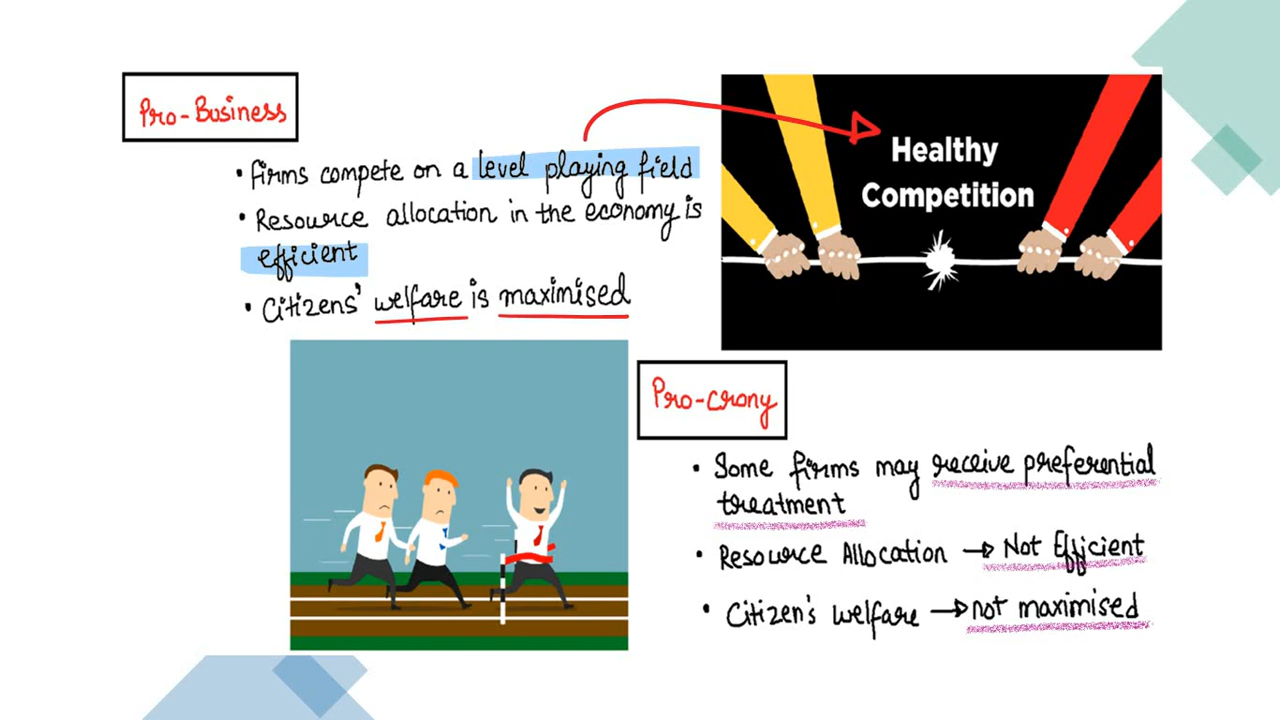 Pro-Business
• Firms compete on a level playing field
• Resource allocation in the economy is
efficient
• Citizens' welfare is maximised
Healthy
Competition
Pro-crony
• Some firms may receive preferential
treatment
• Resource Allocation → Not Efficient
• Citizen's welfare → not maximised